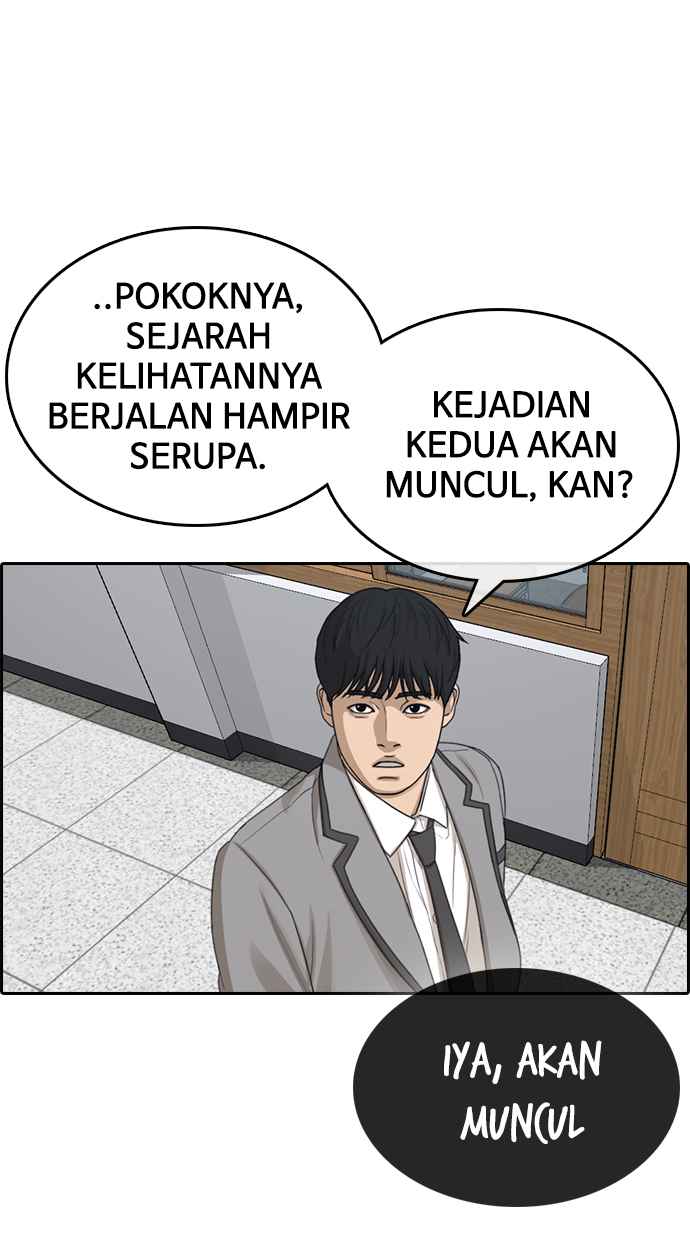 ..POKOKNYA,
SEJARAH
KELIHATANNYA
BERJALAN HAMPIR
SERUPA.
KEJADIAN
KEDUA AKAN
MUNCUL, KAN?
IYA, AKAN
MUNCUL